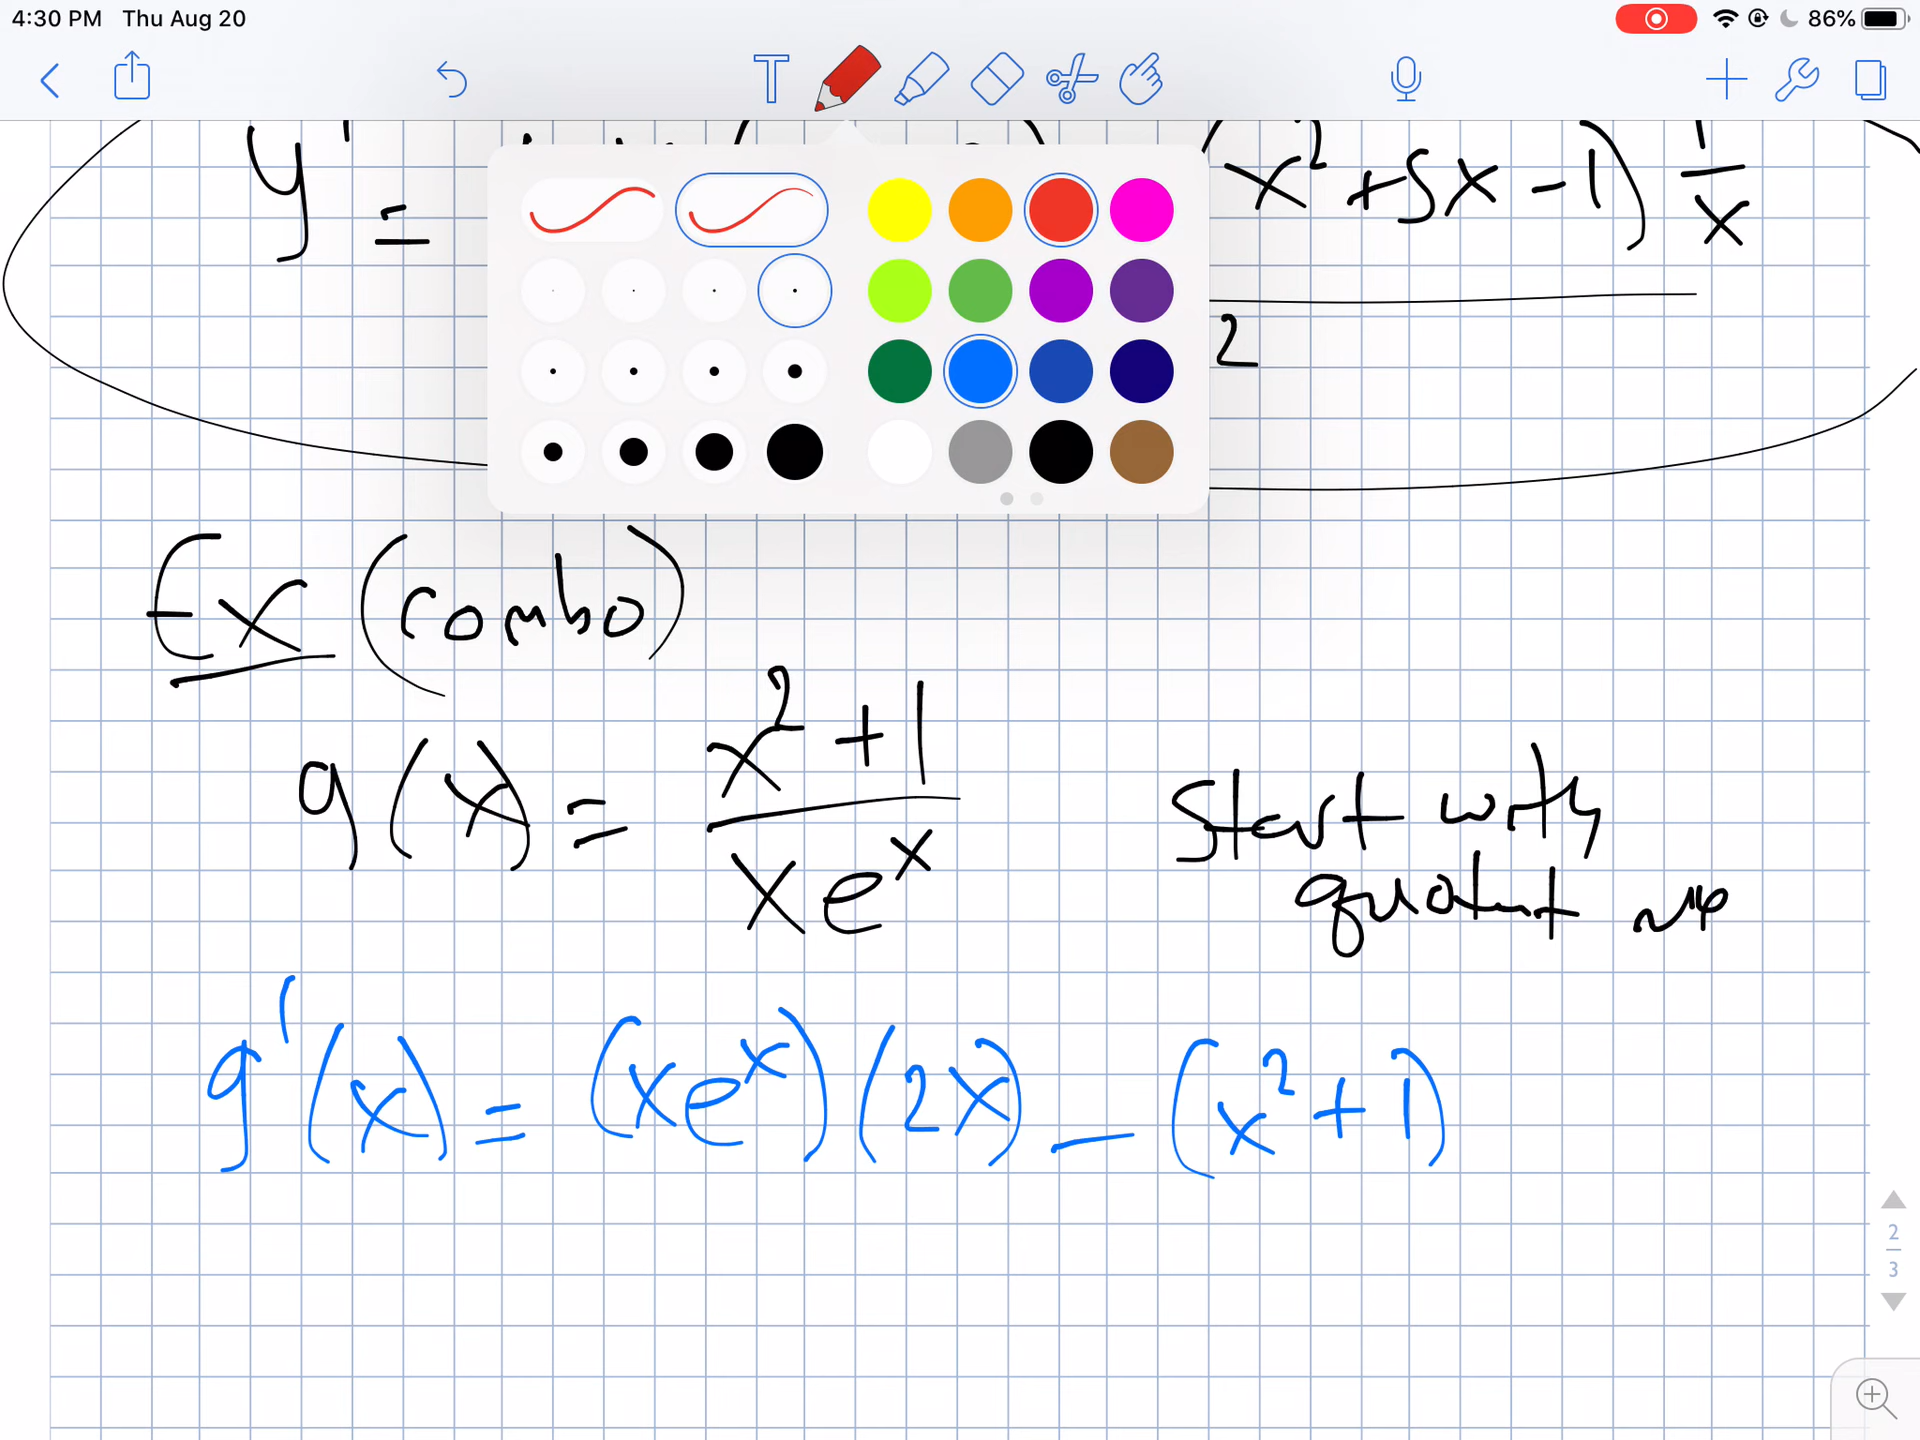 4:30 PM Thu Aug 20 86%
T
y' = (x² + 5x - 1) 1/x
2
Ex (combo)
g(x) = x² + 1 / xe^x
Start with
quotient rule
g'(x) = (xe^x)(2x) - (x² + 1)
2
3